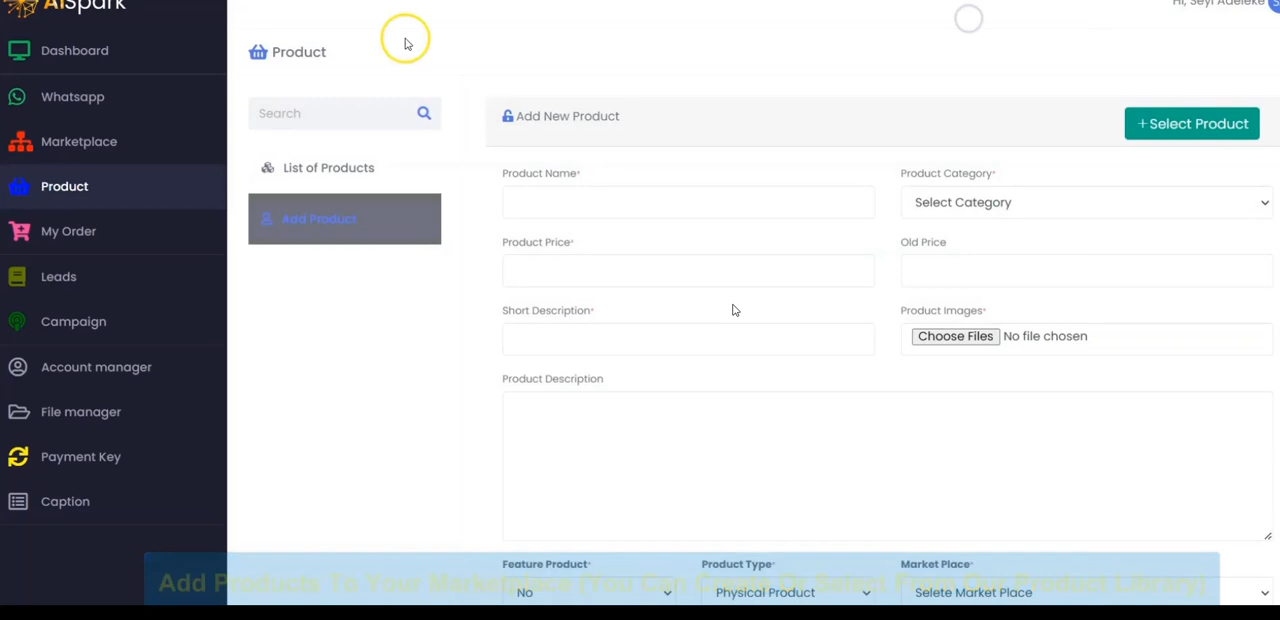 AiSpark
Hi, Seyi Adeleke S
Dashboard
Whatsapp
Marketplace
Product
My Order
Leads
Campaign
Account manager
File manager
Payment Key
Caption
Product
Search
List of Products
Add Product
Add New Product
+Select Product
Product Name*
Product Category*
Select Category
Product Price*
Old Price
Short Description*
Product Images*
Choose Files No file chosen
Product Description
Feature Product* Product Type* Market Place*
No Physical Product Selete Market Place
Add Products To Your Marketplace (You Can Create Or Select From Our Product Library)